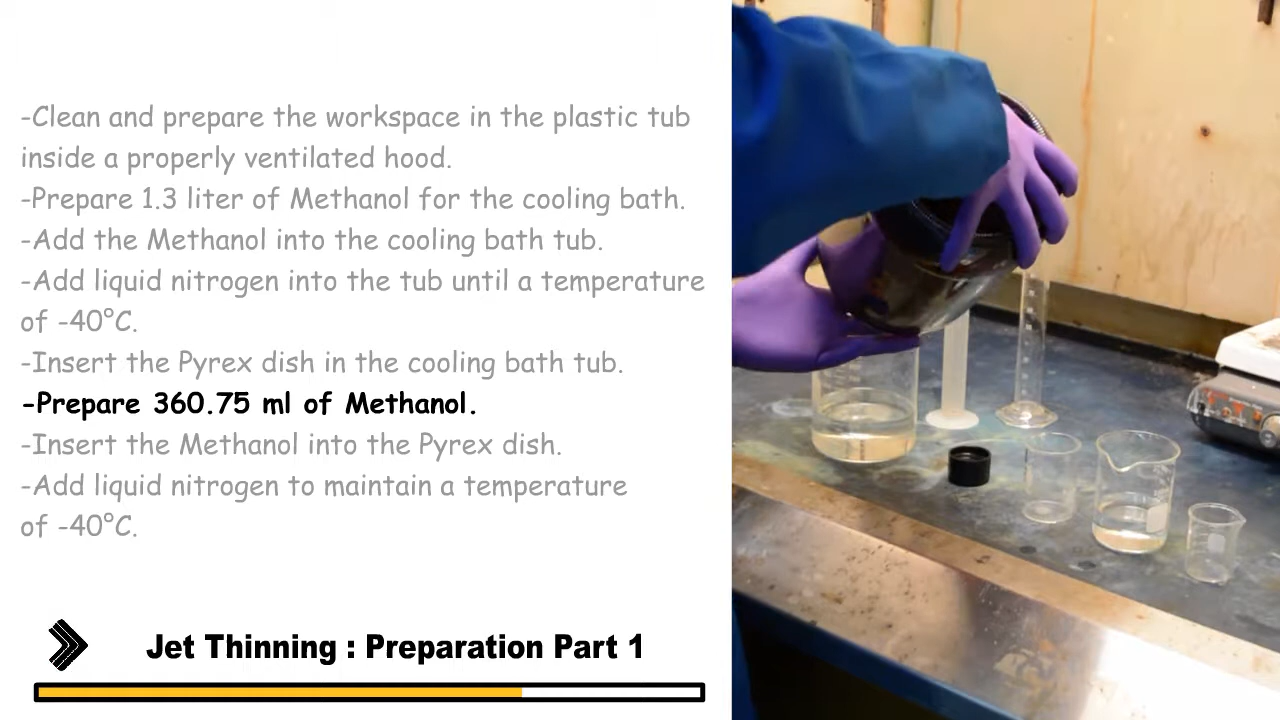 -Clean and prepare the workspace in the plastic tub
inside a properly ventilated hood.
-Prepare 1.3 liter of Methanol for the cooling bath.
-Add the Methanol into the cooling bath tub.
-Add liquid nitrogen into the tub until a temperature
of -40°C.
-Insert the Pyrex dish in the cooling bath tub.
-Prepare 360.75 ml of Methanol.
-Insert the Methanol into the Pyrex dish.
-Add liquid nitrogen to maintain a temperature
of -40°C.
Jet Thinning : Preparation Part 1